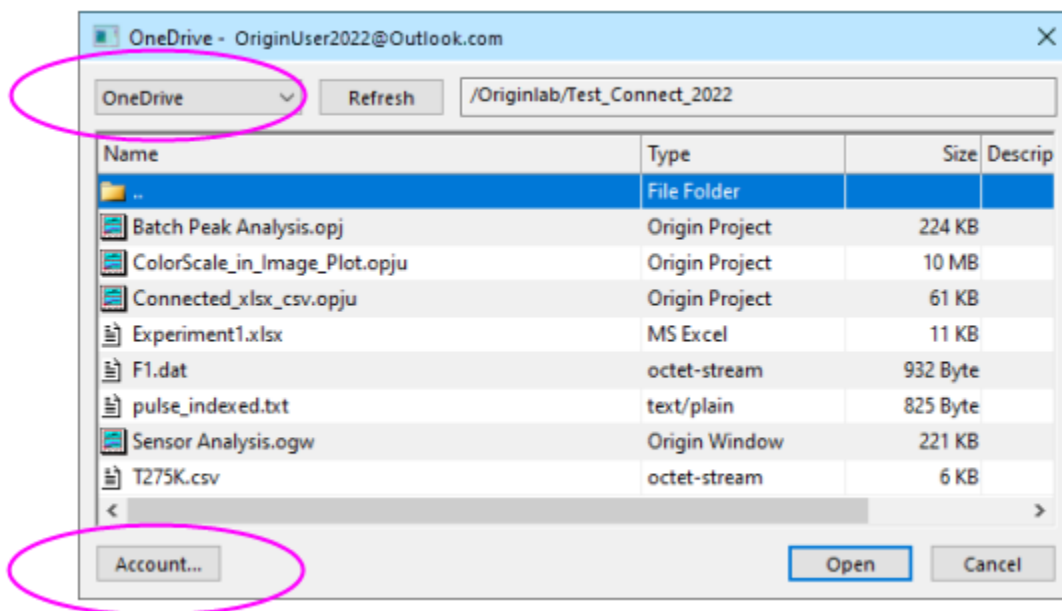 OneDrive - OriginUser2022@Outlook.com
OneDrive Refresh /Originlab/Test_Connect_2022
Name Type Size Descrip
.. File Folder
Batch Peak Analysis.opj Origin Project 224 KB
ColorScale_in_Image_Plot.opju Origin Project 10 MB
Connected_xlsx_csv.opju Origin Project 61 KB
Experiment1.xlsx MS Excel 11 KB
F1.dat octet-stream 932 Byte
pulse_indexed.txt text/plain 825 Byte
Sensor Analysis.ogw Origin Window 221 KB
T275K.csv octet-stream 6 KB
Account... Open Cancel